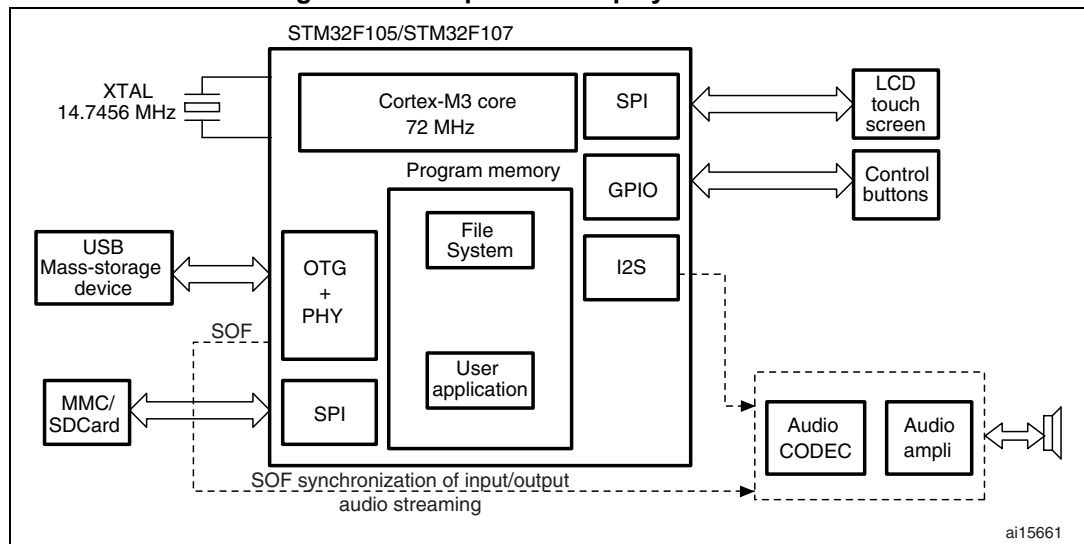 STM32F105/STM32F107
XTAL
14.7456 MHz
Cortex-M3 core
72 MHz
SPI
LCD
touch
screen
Program memory
GPIO
Control
buttons
File
System
I2S
USB
Mass-storage
device
OTG
+
PHY
SOF
User
application
MMC/
SDCard
SPI
Audio
CODEC
Audio
ampli
SOF synchronization of input/output
audio streaming
ai15661